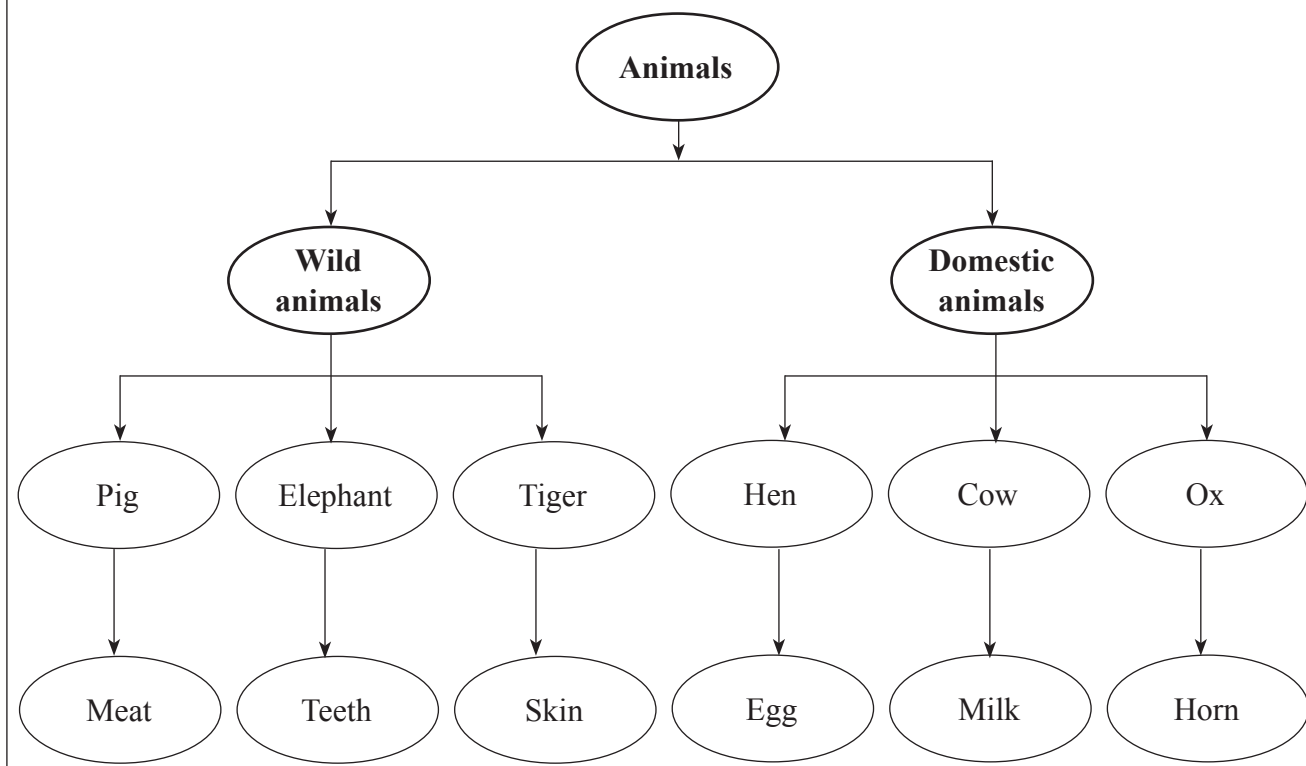 Animals
Wild
animals
Domestic
animals
Pig
Elephant
Tiger
Hen
Cow
Ox
Meat
Teeth
Skin
Egg
Milk
Horn